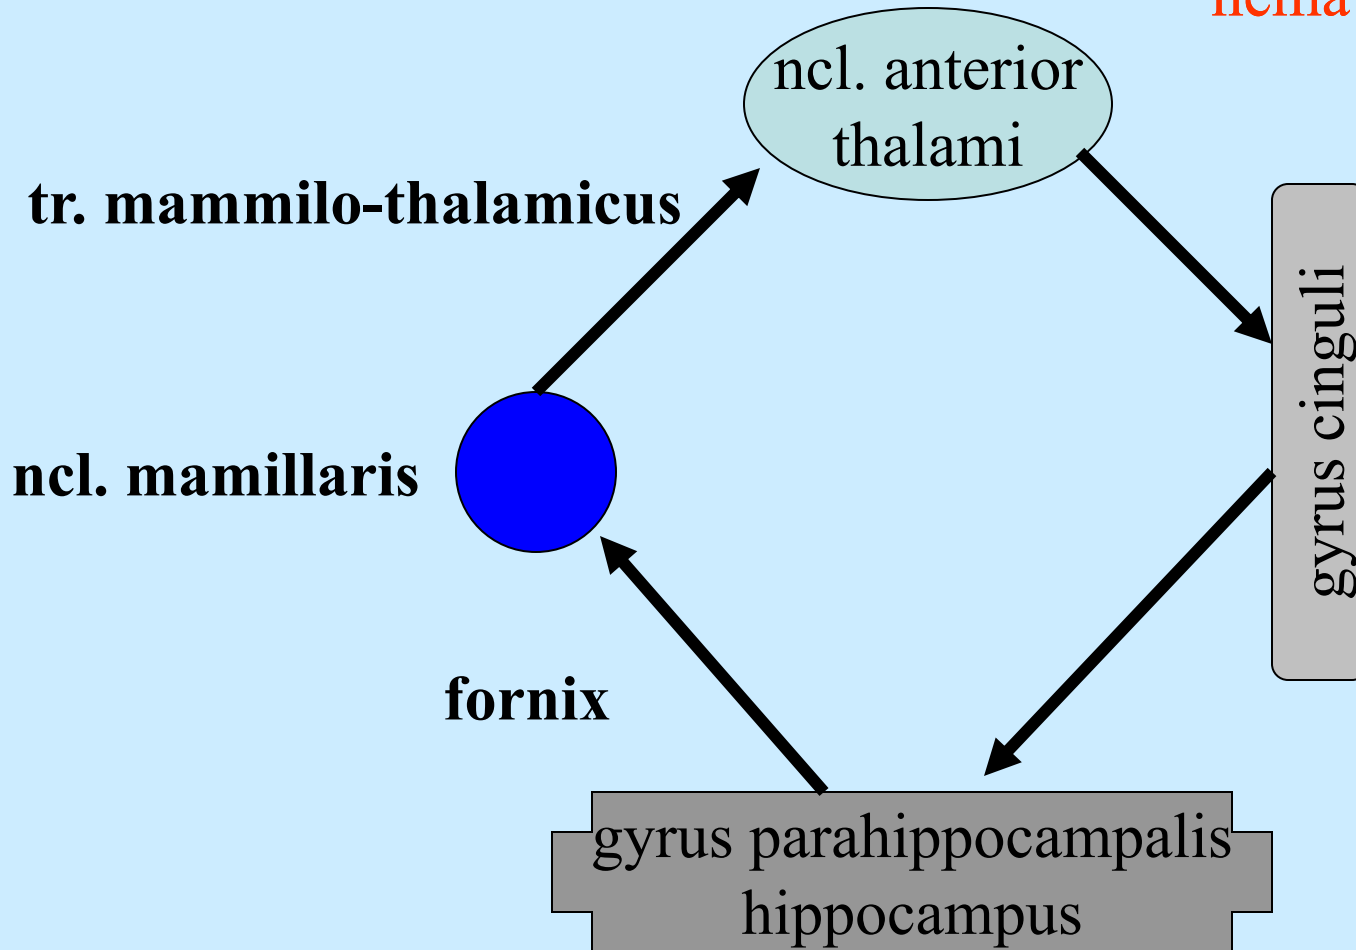 ncl. anterior
thalami
tr. mammilo-thalamicus
gyrus cinguli
ncl. mamillaris
fornix
gyrus parahippocampalis
hippocampus